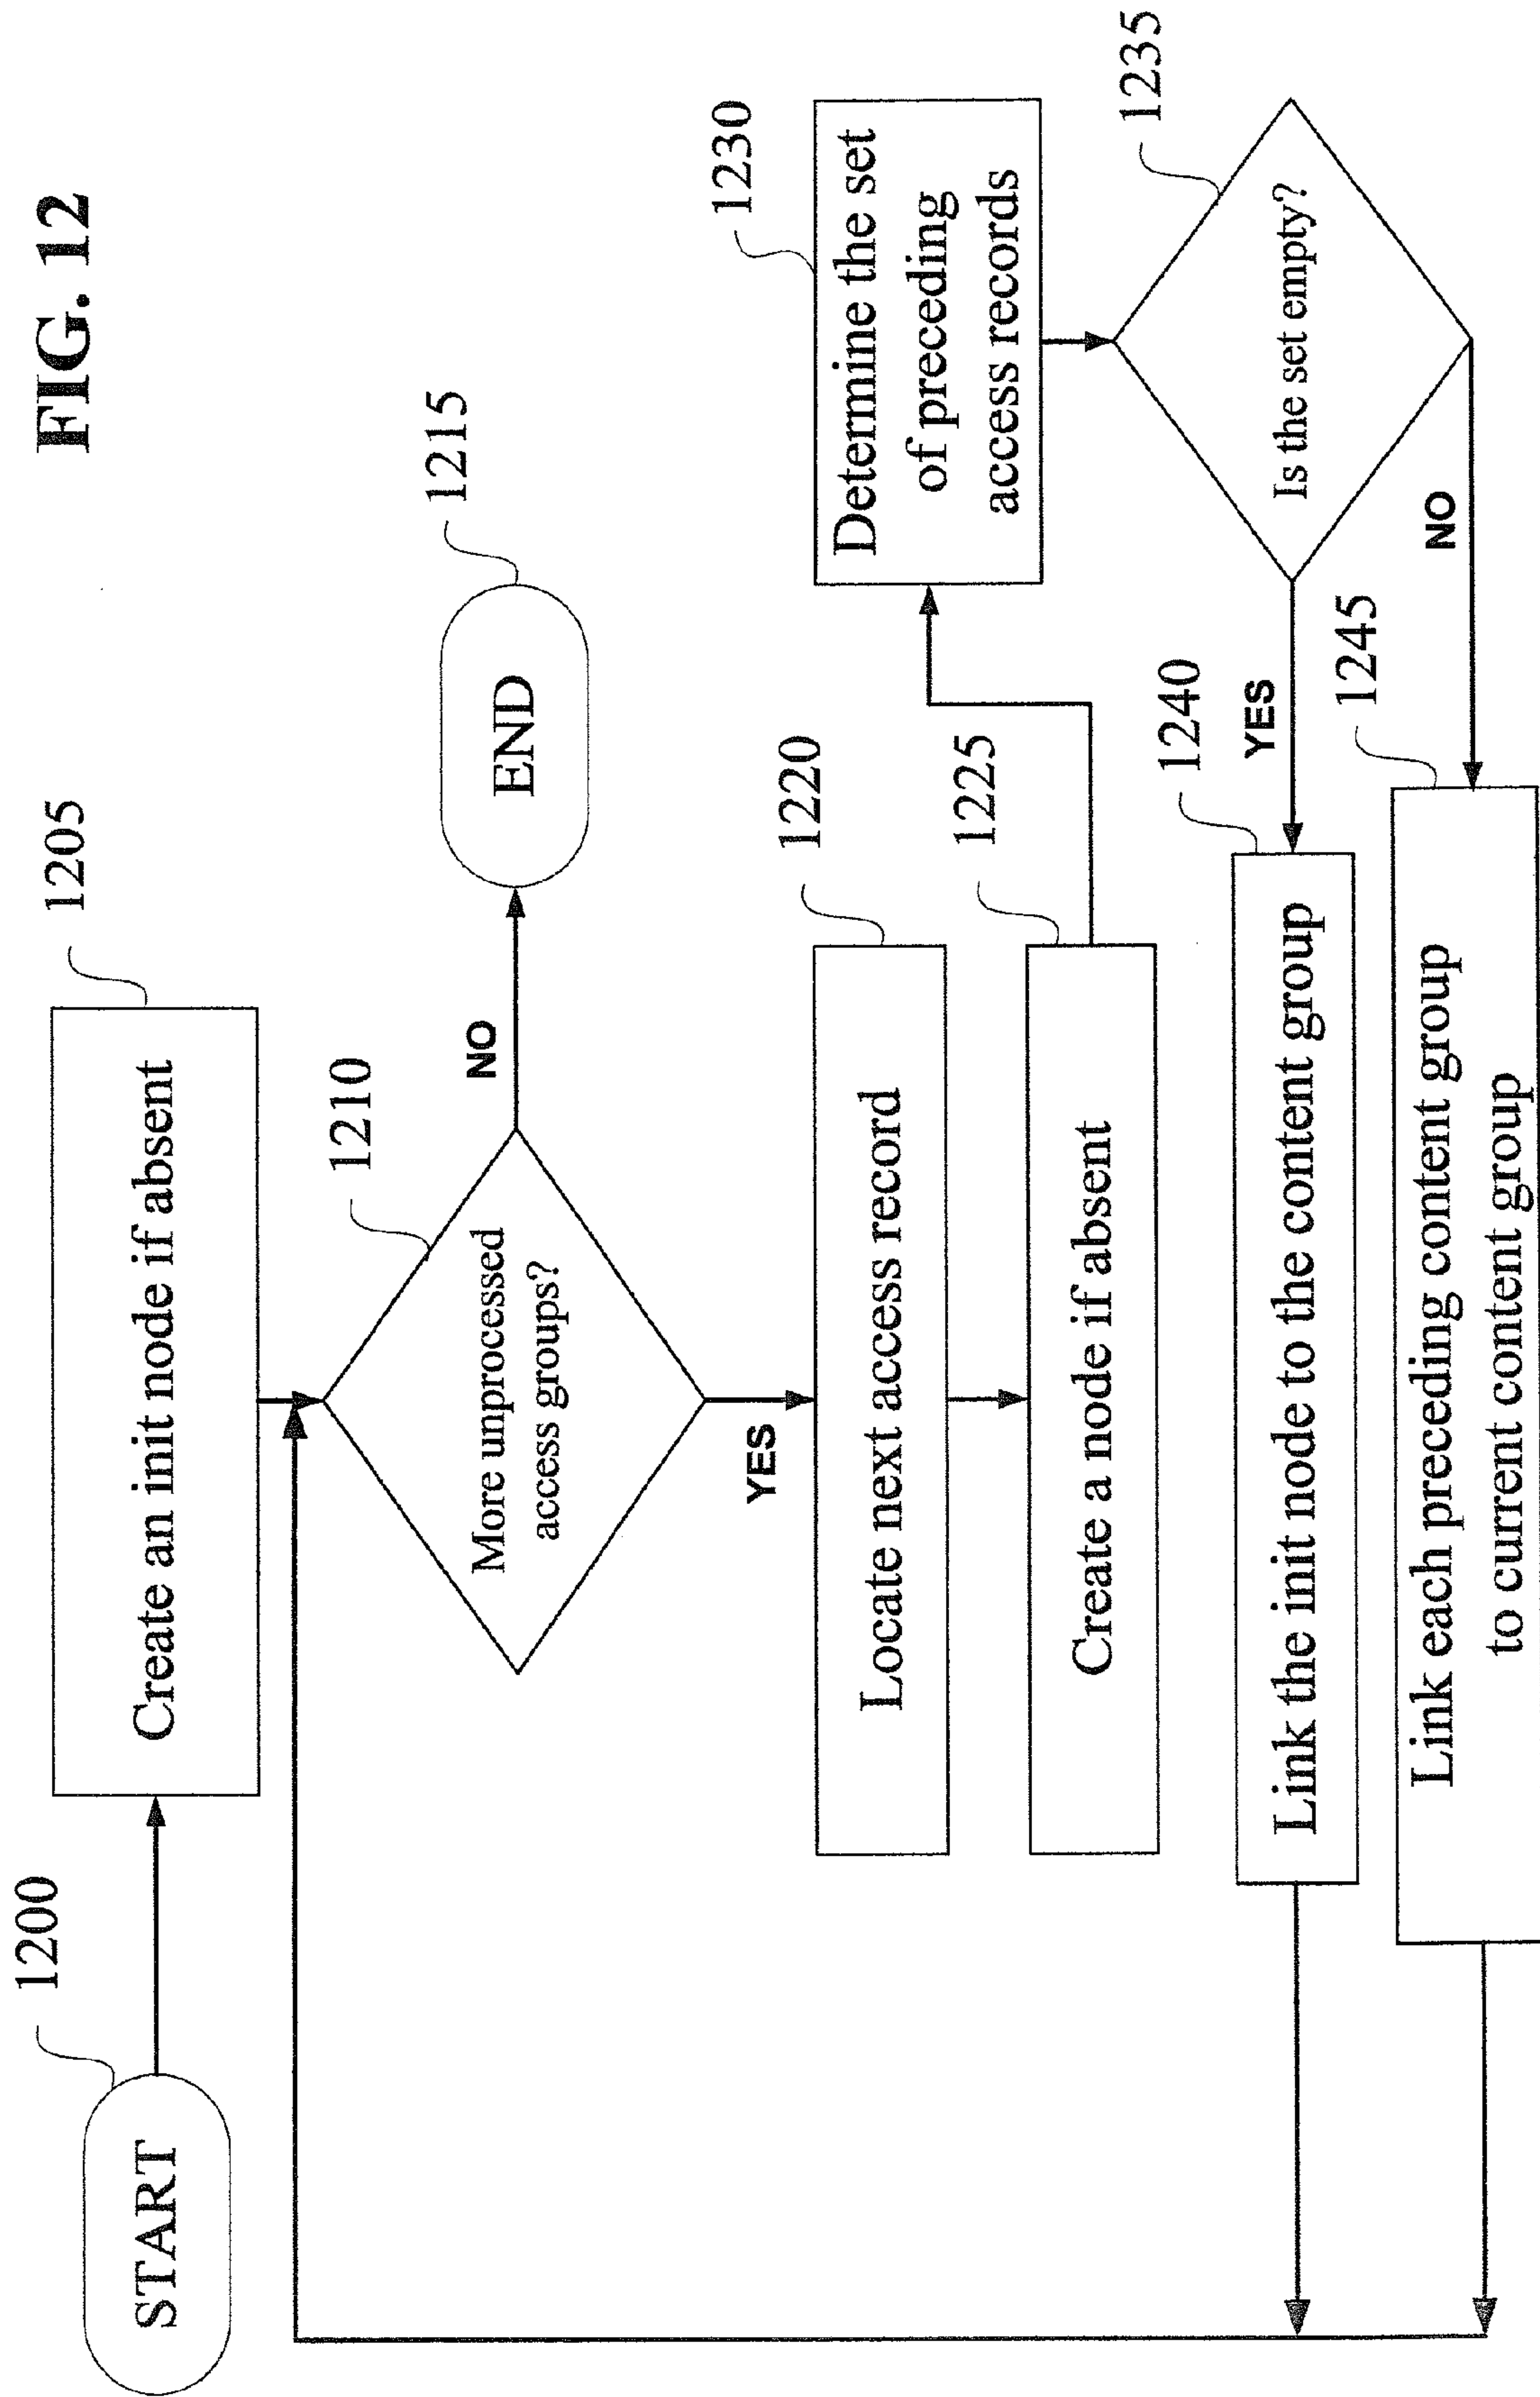 FIG. 12
1200
START
1205
Create an init node if absent
1210
More unprocessed
access groups?
NO
1215
END
YES
1220
Locate next access record
1225
Create a node if absent
1230
Determine the set
of preceding
access records
1235
Is the set empty?
YES
1240
Link the init node to the content group
NO
1245
Link each preceding content group
to current content group